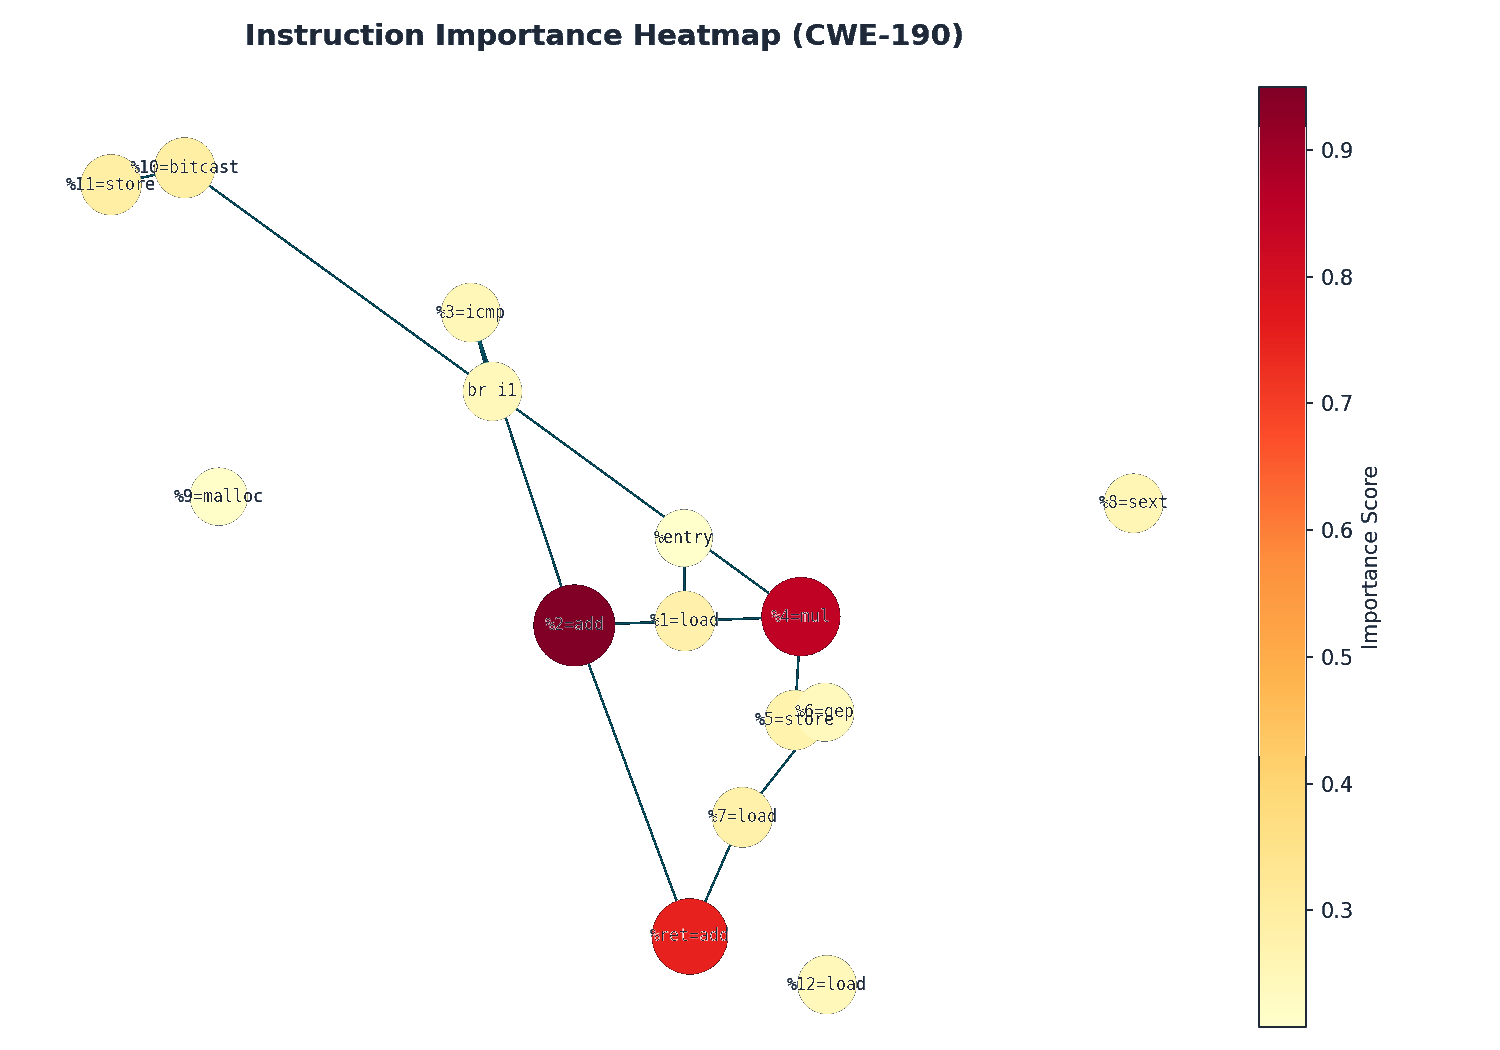 Instruction Importance Heatmap (CWE-190)
%10=bitcast
%11=store
%3=icmp
br i1
%9=malloc
%8=sext
%entry
%2=add
%1=load
%4=mul
%6=gep
%5=store
%7=load
%ret=add
%12=load
0.9
0.8
0.7
0.6
0.5
0.4
0.3
Importance Score